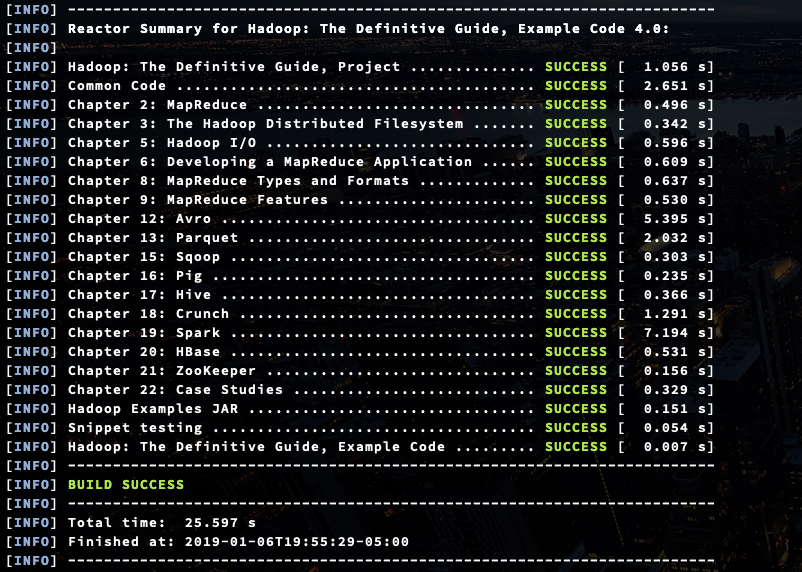 [INFO] ------------------------------------------------------------------------
[INFO] Reactor Summary for Hadoop: The Definitive Guide, Example Code 4.0:
[INFO]
[INFO] Hadoop: The Definitive Guide, Project .............. SUCCESS [  1.056 s]
[INFO] Common Code ........................................ SUCCESS [  2.651 s]
[INFO] Chapter 2: MapReduce ............................... SUCCESS [  0.496 s]
[INFO] Chapter 3: The Hadoop Distributed Filesystem ....... SUCCESS [  0.342 s]
[INFO] Chapter 5: Hadoop I/O .............................. SUCCESS [  0.596 s]
[INFO] Chapter 6: Developing a MapReduce Application ...... SUCCESS [  0.609 s]
[INFO] Chapter 8: MapReduce Types and Formats ............. SUCCESS [  0.637 s]
[INFO] Chapter 9: MapReduce Features ...................... SUCCESS [  0.530 s]
[INFO] Chapter 12: Avro ................................... SUCCESS [  5.395 s]
[INFO] Chapter 13: Parquet ................................ SUCCESS [  2.032 s]
[INFO] Chapter 15: Sqoop .................................. SUCCESS [  0.303 s]
[INFO] Chapter 16: Pig .................................... SUCCESS [  0.235 s]
[INFO] Chapter 17: Hive ................................... SUCCESS [  0.366 s]
[INFO] Chapter 18: Crunch ................................. SUCCESS [  1.291 s]
[INFO] Chapter 19: Spark .................................. SUCCESS [  7.194 s]
[INFO] Chapter 20: HBase .................................. SUCCESS [  0.531 s]
[INFO] Chapter 21: ZooKeeper .............................. SUCCESS [  0.156 s]
[INFO] Chapter 22: Case Studies ........................... SUCCESS [  0.329 s]
[INFO] Hadoop Examples JAR ................................ SUCCESS [  0.151 s]
[INFO] Snippet testing .................................... SUCCESS [  0.054 s]
[INFO] Hadoop: The Definitive Guide, Example Code ......... SUCCESS [  0.007 s]
[INFO] ------------------------------------------------------------------------
[INFO] BUILD SUCCESS
[INFO] ------------------------------------------------------------------------
[INFO] Total time:  25.597 s
[INFO] Finished at: 2019-01-06T19:55:29-05:00
[INFO] ------------------------------------------------------------------------